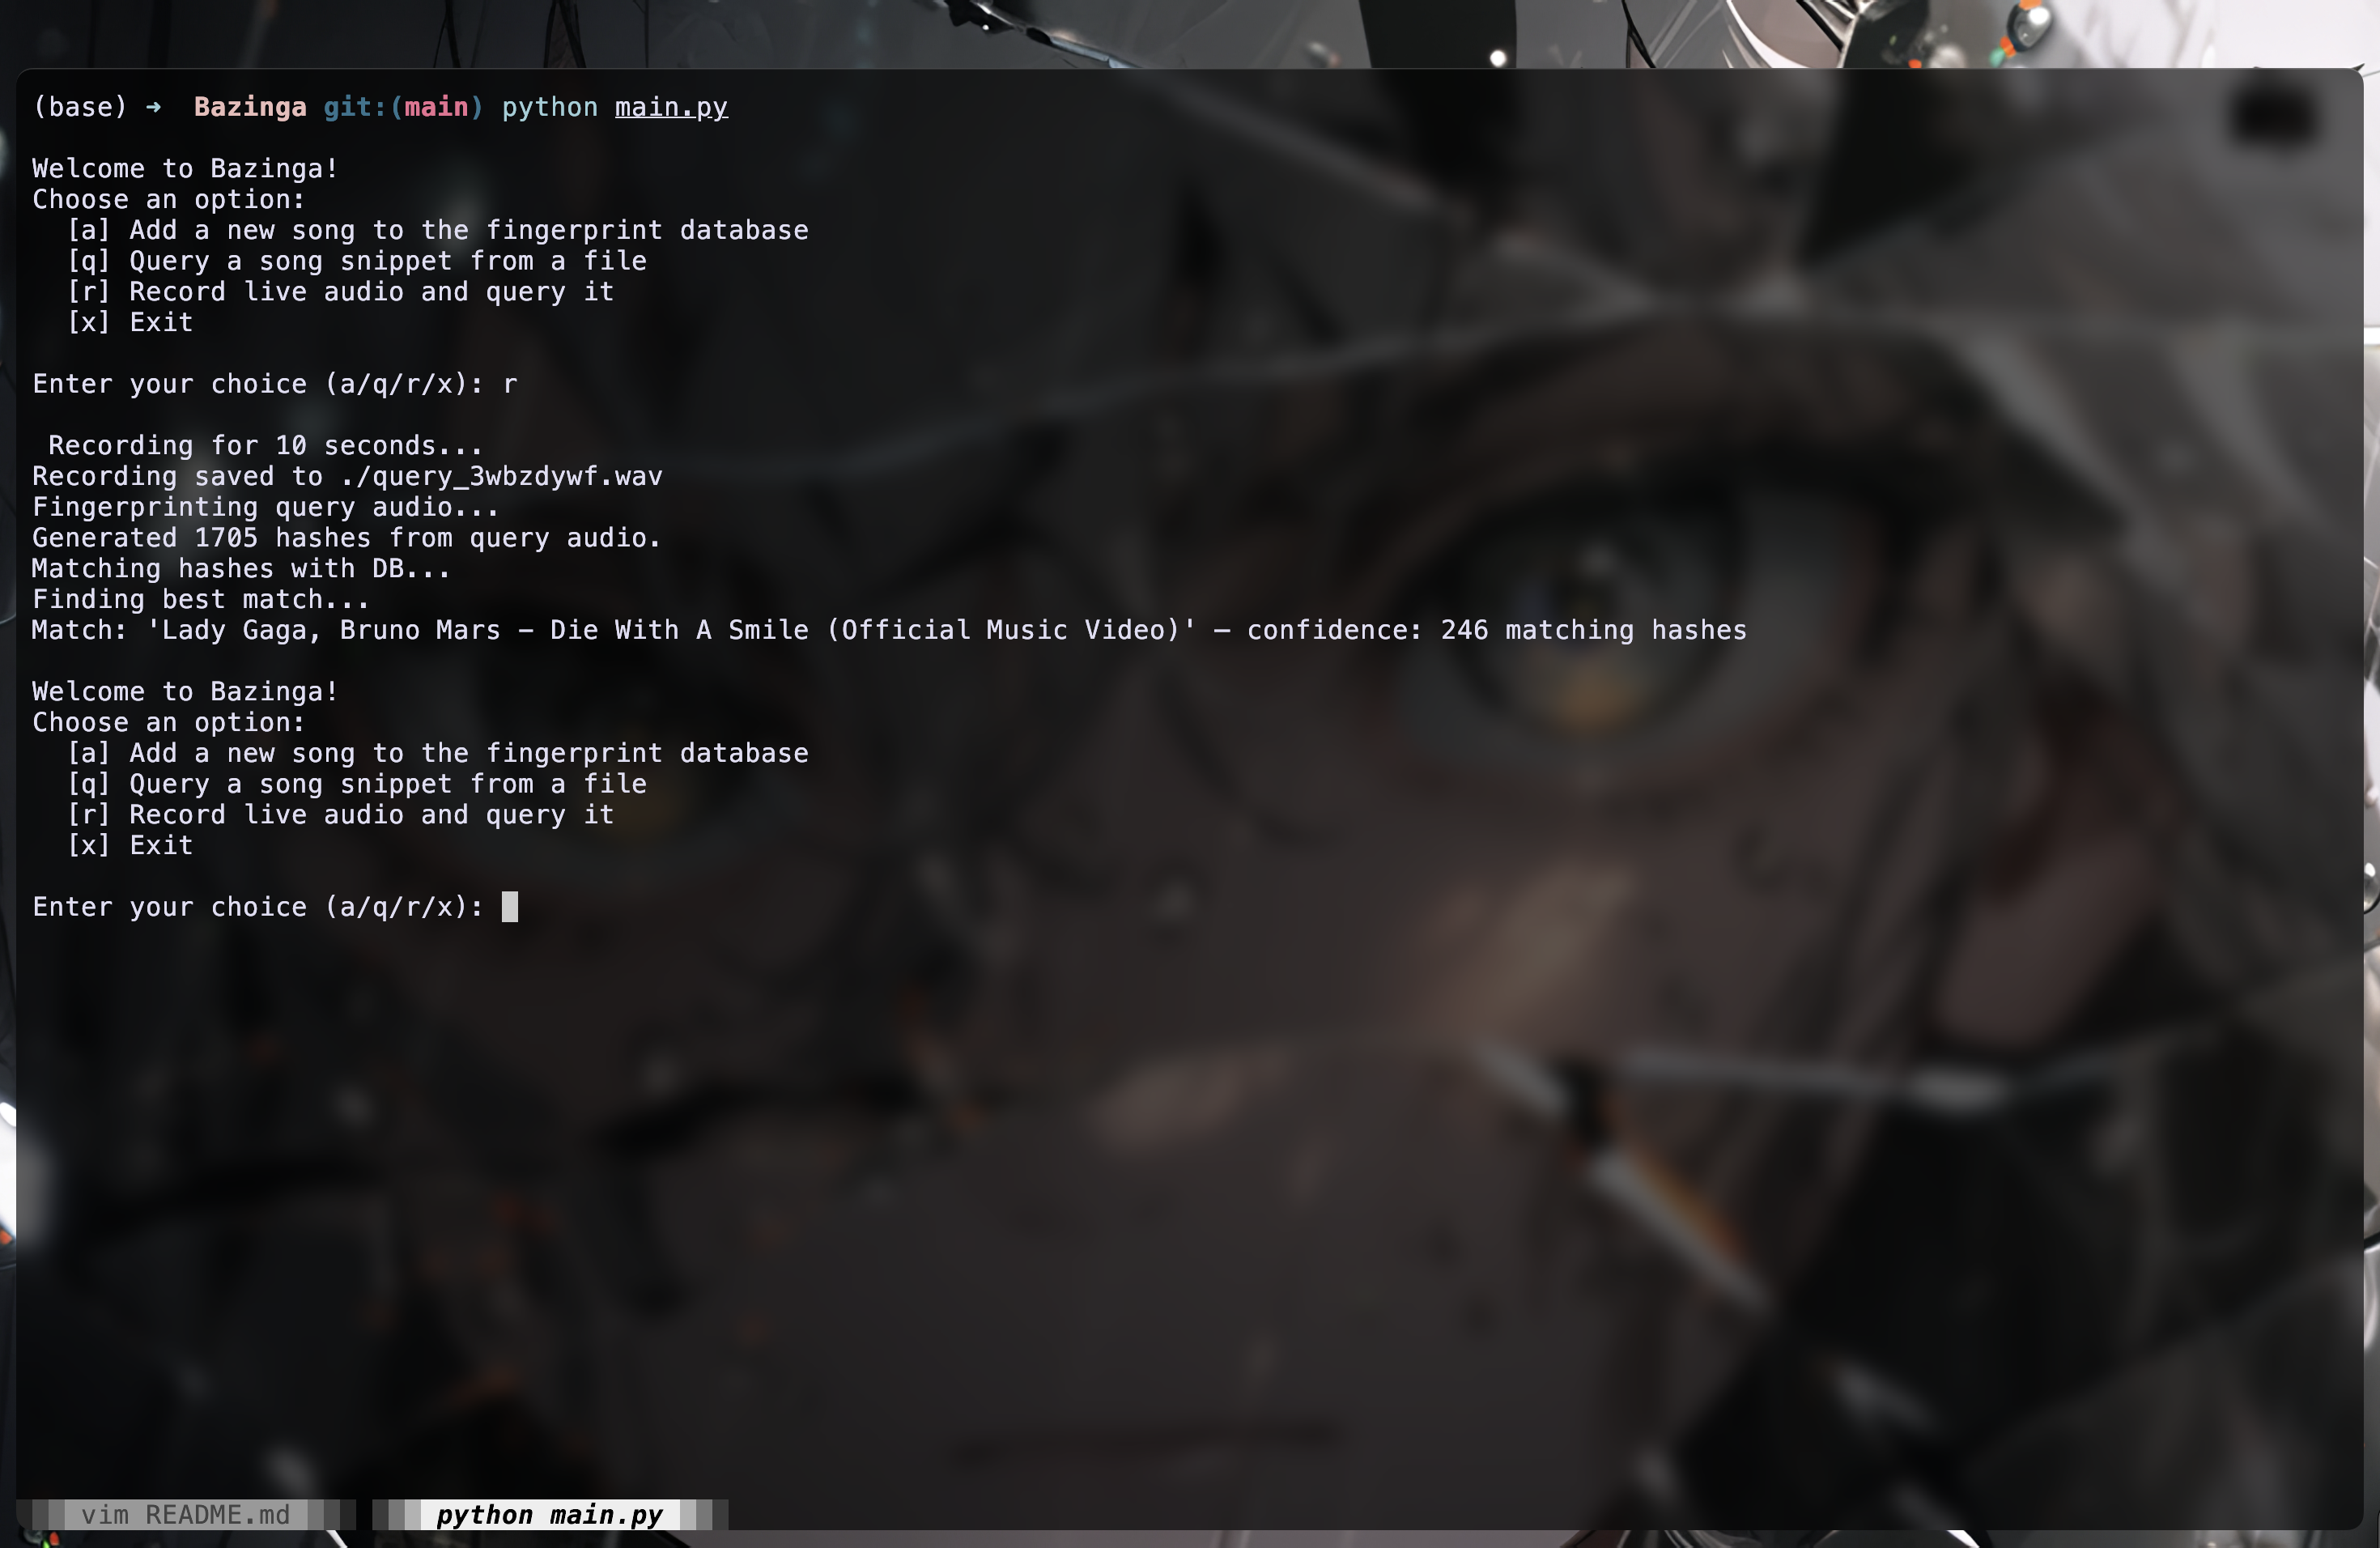 (base) ➜  Bazinga git:(main) python main.py

Welcome to Bazinga!
Choose an option:
  [a] Add a new song to the fingerprint database
  [q] Query a song snippet from a file
  [r] Record live audio and query it
  [x] Exit

Enter your choice (a/q/r/x): r

 Recording for 10 seconds...
Recording saved to ./query_3wbzdywf.wav
Fingerprinting query audio...
Generated 1705 hashes from query audio.
Matching hashes with DB...
Finding best match...
Match: 'Lady Gaga, Bruno Mars - Die With A Smile (Official Music Video)' — confidence: 246 matching hashes

Welcome to Bazinga!
Choose an option:
  [a] Add a new song to the fingerprint database
  [q] Query a song snippet from a file
  [r] Record live audio and query it
  [x] Exit

Enter your choice (a/q/r/x):
vim README.md python main.py